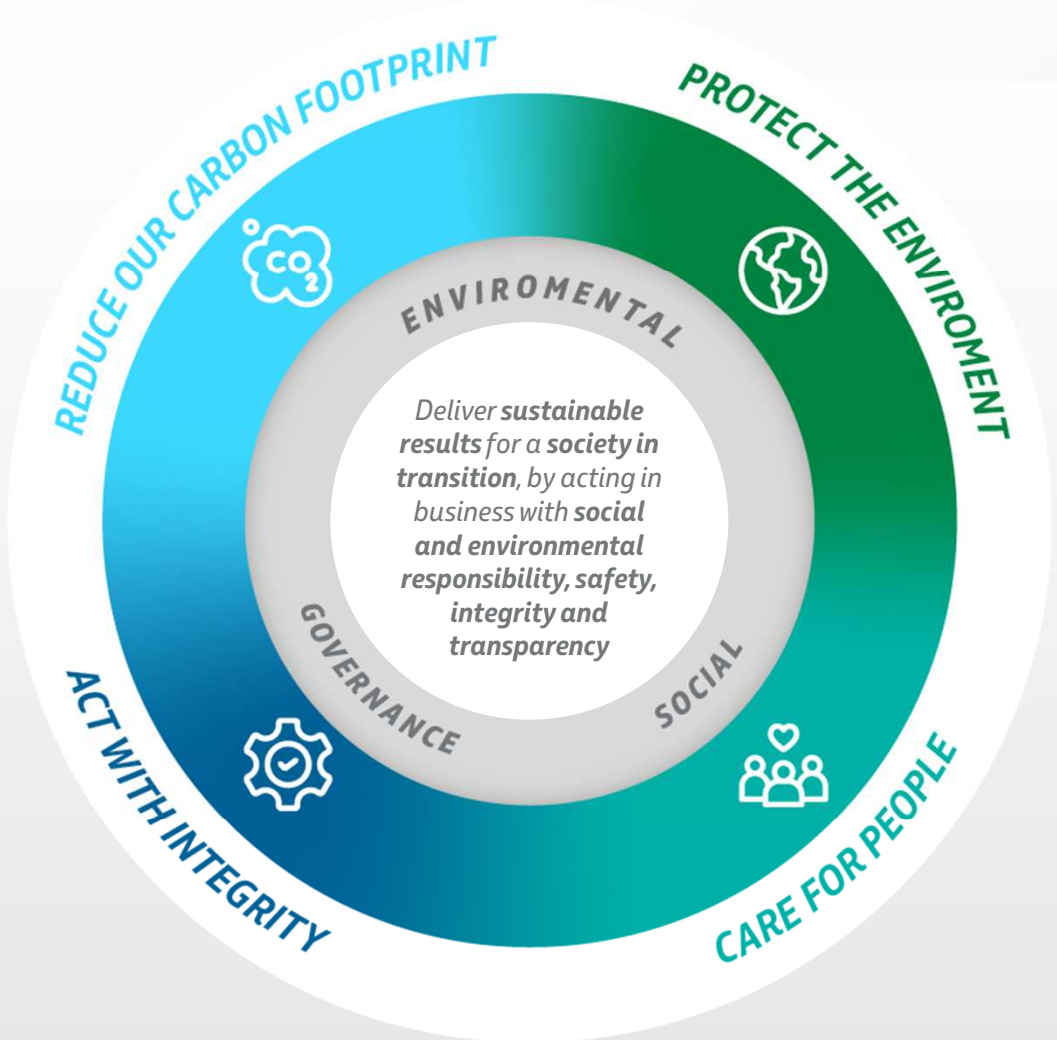 REDUCE OUR CARBON FOOTPRINT
PROTECT THE ENVIROMENT
CO2
ENVIROMENTAL
Deliver sustainable
results for a society in
transition, by acting in
business with social
and environmental
responsibility, safety,
integrity and
transparency
GOVERNANCE
SOCIAL
ACT WITH INTEGRITY
CARE FOR PEOPLE